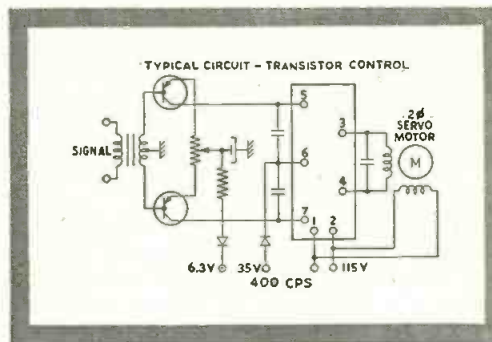 TYPICAL CIRCUIT - TRANSISTOR CONTROL
5
3
2Ø
SERVO
MOTOR
SIGNAL
6
M
4
7
1 2
6.3V 35V 115V
400 CPS